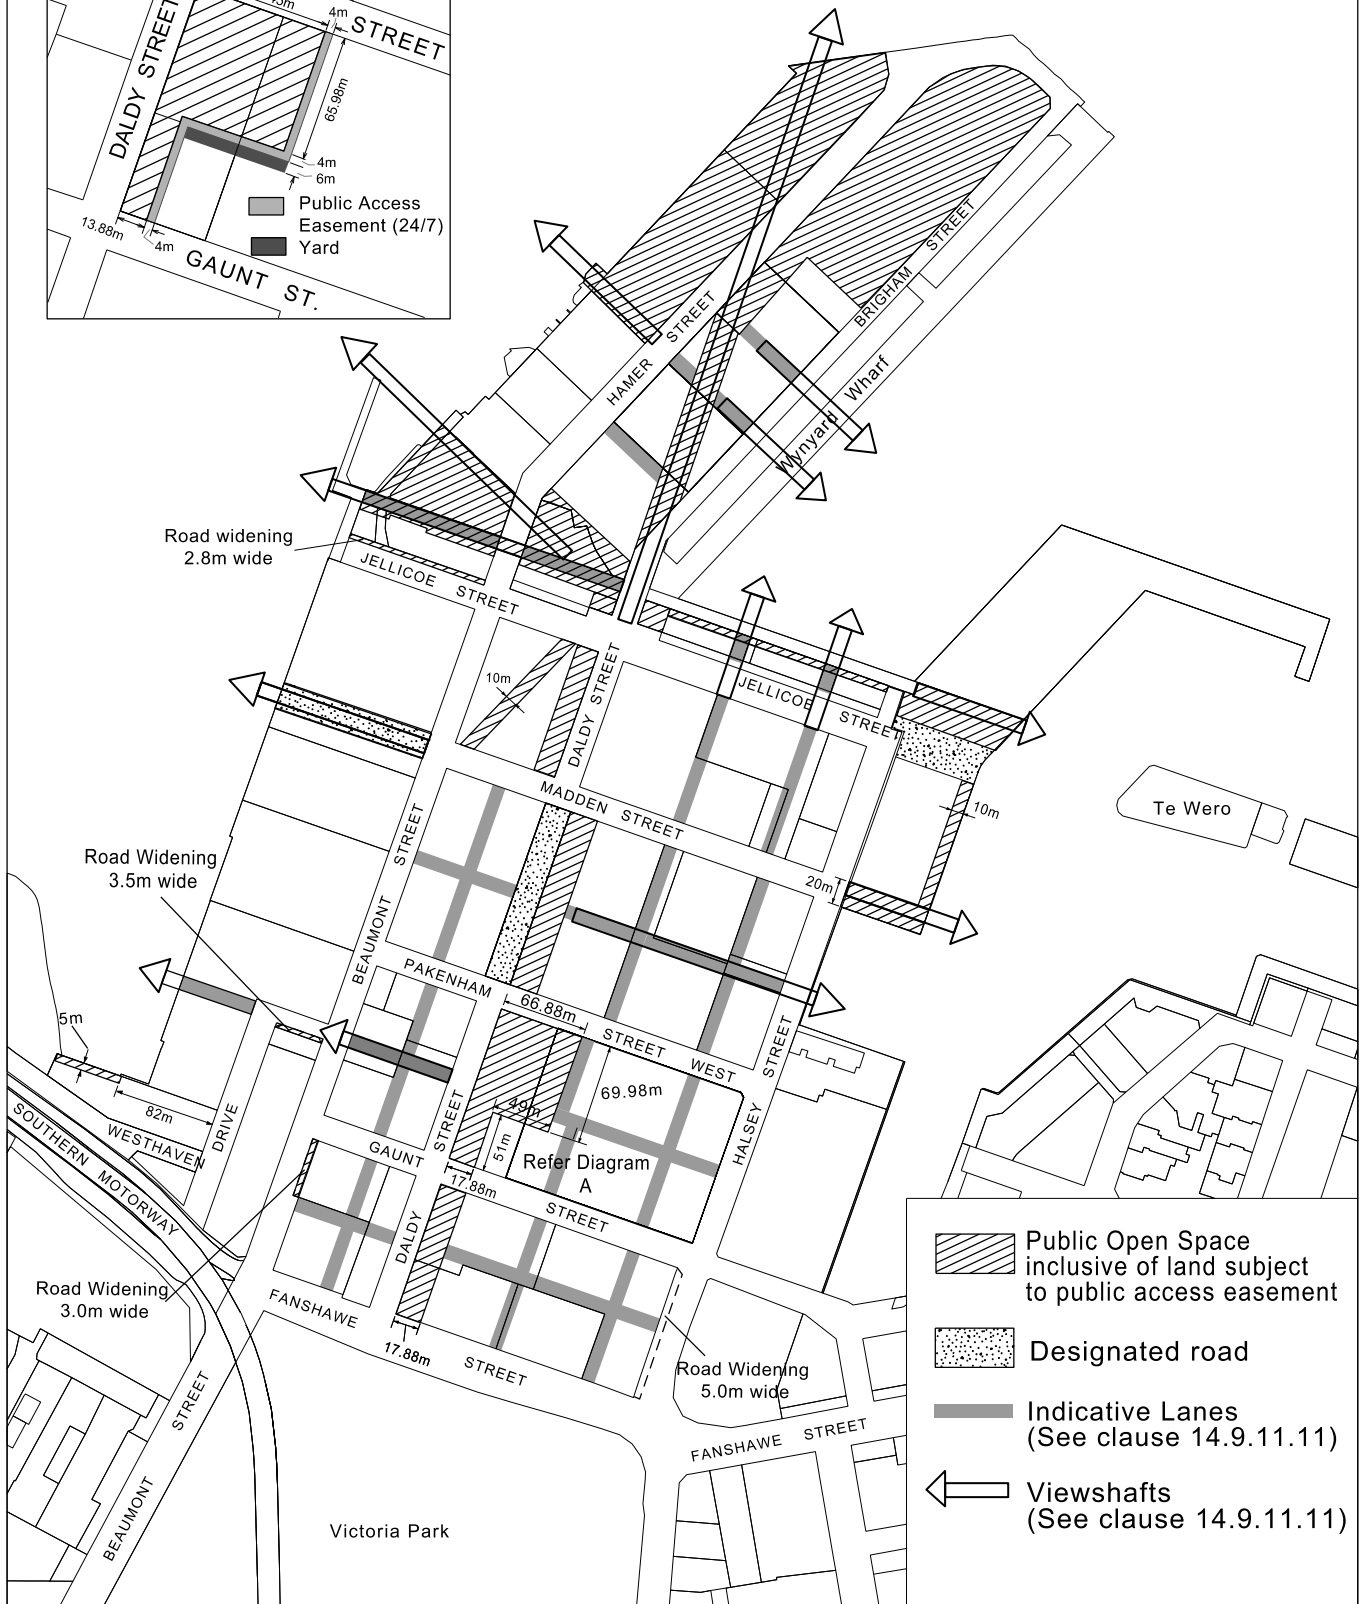 4m
STREET
DALDY STREET
65.98m
4m
6m
Public Access
Easement (24/7)
Yard
13.88m
4m
GAUNT ST.
BRIGHAM STREET
HAMER STREET
Wynyard Wharf
Road widening
2.8m wide
JELLICOE STREET
10m
DALDY STREET
JELLICOE STREET
MADDEN STREET
10m
Te Wero
Road Widening
3.5m wide
BEAUMONT STREET
20m
PAKENHAM STREET WEST
66.88m
5m
82m
WESTHAVEN DRIVE
SOUTHERN MOTORWAY
69.98m
49m
51m
STREET
HALSEY STREET
GAUNT STREET
Refer Diagram
A
17.88m
DALDY
Road Widening
3.0m wide
FANSHAWE STREET
17.88m
Road Widening
5.0m wide
FANSHAWE STREET
BEAUMONT STREET
Victoria Park
Public Open Space
inclusive of land subject
to public access easement
Designated road
Indicative Lanes
(See clause 14.9.11.11)
Viewshafts
(See clause 14.9.11.11)